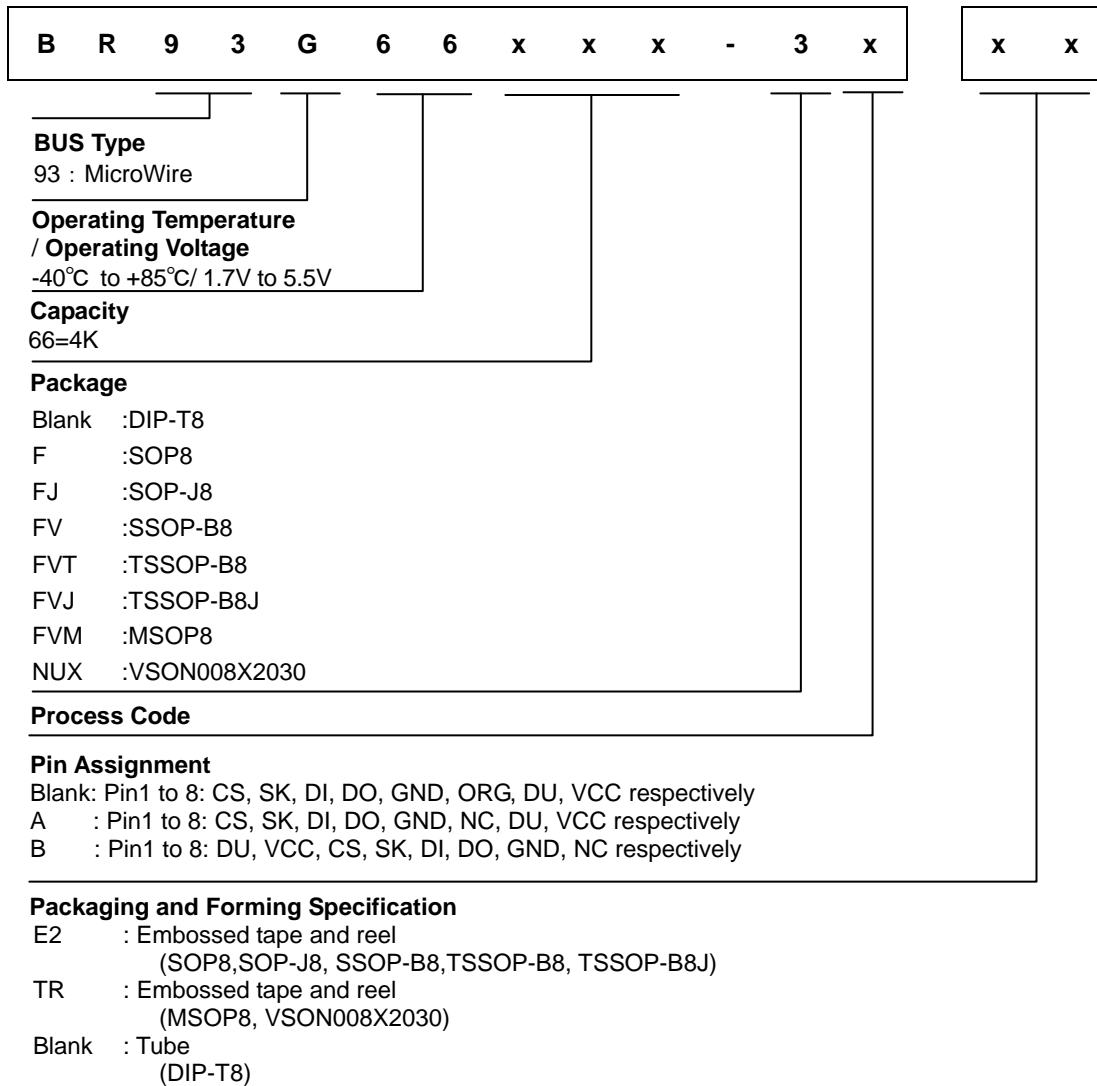 B R 9 3 G 6 6 x x x - 3 x x x
BUS Type
93 : MicroWire
Operating Temperature
/ Operating Voltage
-40℃ to +85℃/ 1.7V to 5.5V
Capacity
66=4K
Package
Blank :DIP-T8
F :SOP8
FJ :SOP-J8
FV :SSOP-B8
FVT :TSSOP-B8
FVJ :TSSOP-B8J
FVM :MSOP8
NUX :VSON008X2030
Process Code
Pin Assignment
Blank: Pin1 to 8: CS, SK, DI, DO, GND, ORG, DU, VCC respectively
A : Pin1 to 8: CS, SK, DI, DO, GND, NC, DU, VCC respectively
B : Pin1 to 8: DU, VCC, CS, SK, DI, DO, GND, NC respectively
Packaging and Forming Specification
E2 : Embossed tape and reel
(SOP8,SOP-J8, SSOP-B8,TSSOP-B8, TSSOP-B8J)
TR : Embossed tape and reel
(MSOP8, VSON008X2030)
Blank : Tube
(DIP-T8)